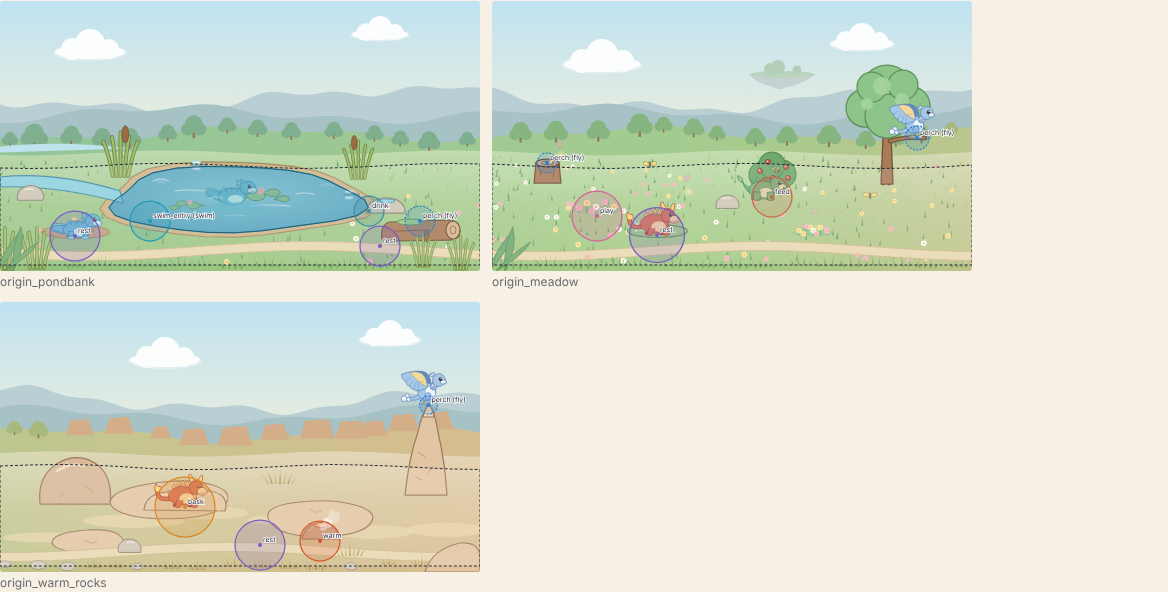 swim_entry (swim)
drink
perch (fly)
rest
rest
origin_pondbank
perch (fly)
perch (fly)
feed
play
rest
origin_meadow
perch (fly)
bask
rest
warm
origin_warm_rocks